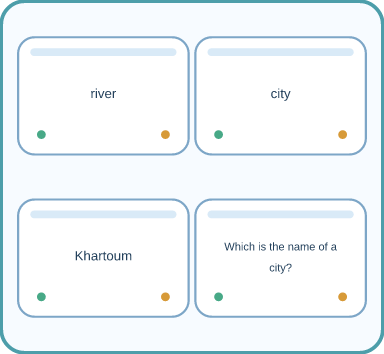 river
city
Khartoum
Which is the name of a
city?